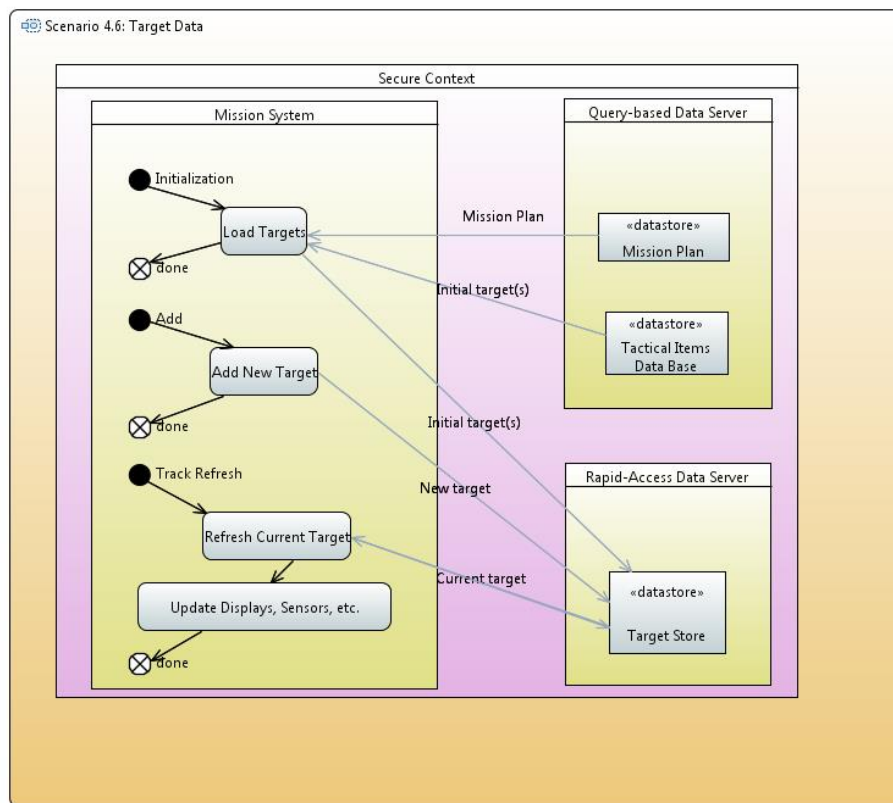 Scenario 4.6: Target Data
Secure Context
Mission System
Query-based Data Server
Initialization
Load Targets
done
Mission Plan
«datastore»
Mission Plan
Initial target(s)
«datastore»
Tactical Items
Data Base
Add
Add New Target
done
Initial target(s)
Track Refresh
New target
Rapid-Access Data Server
Refresh Current Target
Current target
«datastore»
Target Store
Update Displays, Sensors, etc.
done